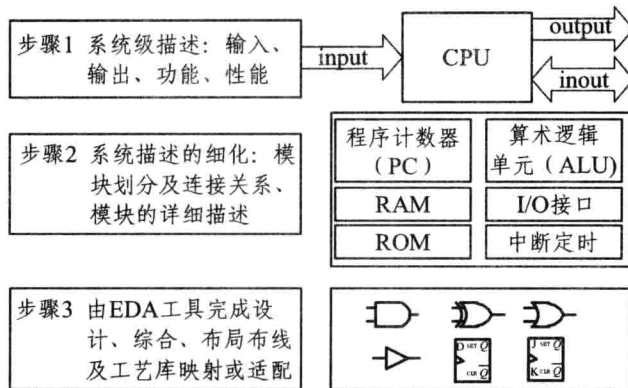 步骤1 系统级描述：输入、
输出、功能、性能
input
CPU
output
inout
步骤2 系统描述的细化：模
块划分及连接关系、
模块的详细描述
程序计数器
（PC）
算术逻辑
单元（ALU)
RAM
I/O接口
ROM
中断定时
步骤3 由EDA工具完成设
计、综合、布局布线
及工艺库映射或适配
D SET Q
CLR Q
J SET Q
K CLR Q